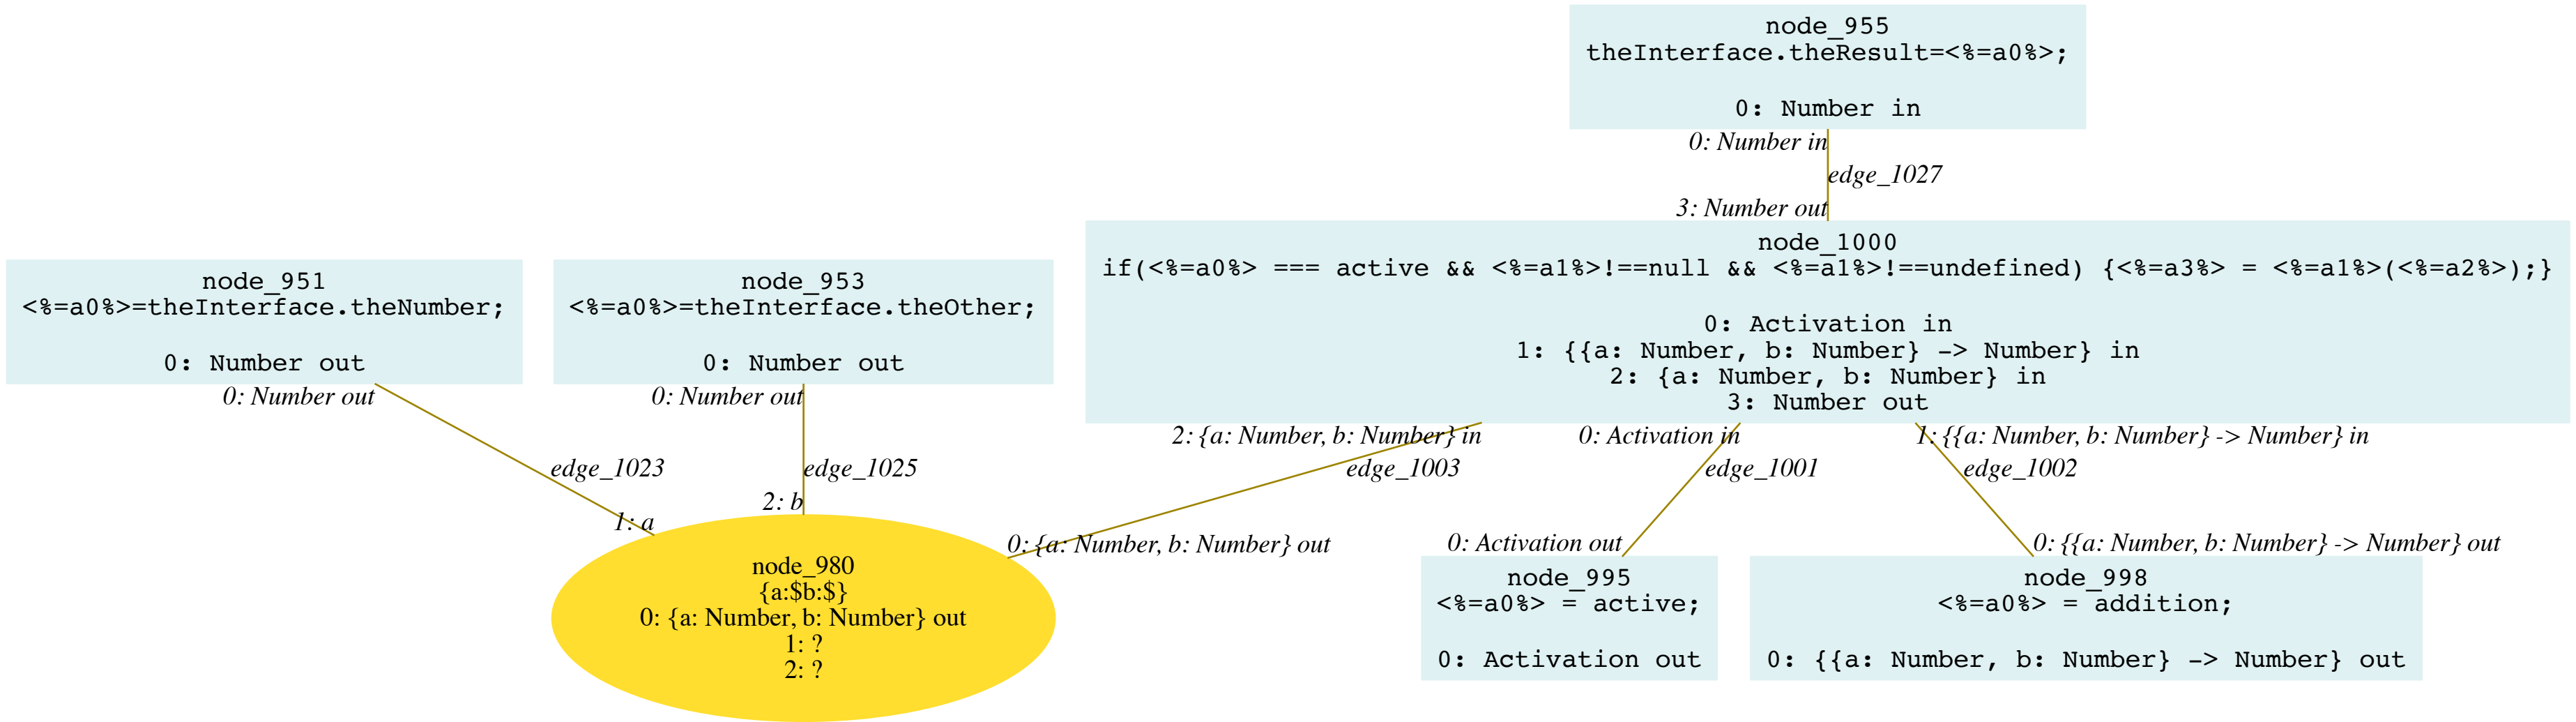 node_955
theInterface.theResult=<%=a0%>;
0: Number in
0: Number in
edge_1027
3: Number out
node_1000
if(<%=a0%> === active && <%=a1%>!==null && <%=a1%>!==undefined) {<%=a3%> = <%=a1%>(<%=a2%>);}
0: Activation in
1: {{a: Number, b: Number} -> Number} in
2: {a: Number, b: Number} in
3: Number out
node_951
<%=a0%>=theInterface.theNumber;
0: Number out
0: Number out
node_953
<%=a0%>=theInterface.theOther;
0: Number out
0: Number out
2: {a: Number, b: Number} in
0: Activation in
1: {{a: Number, b: Number} -> Number} in
edge_1023
edge_1025
edge_1003
edge_1001
edge_1002
1: a
2: b
0: {a: Number, b: Number} out
0: Activation out
0: {{a: Number, b: Number} -> Number} out
node_980
{a:$b:$}
0: {a: Number, b: Number} out
1: ?
2: ?
node_995
<%=a0%> = active;
0: Activation out
node_998
<%=a0%> = addition;
0: {{a: Number, b: Number} -> Number} out